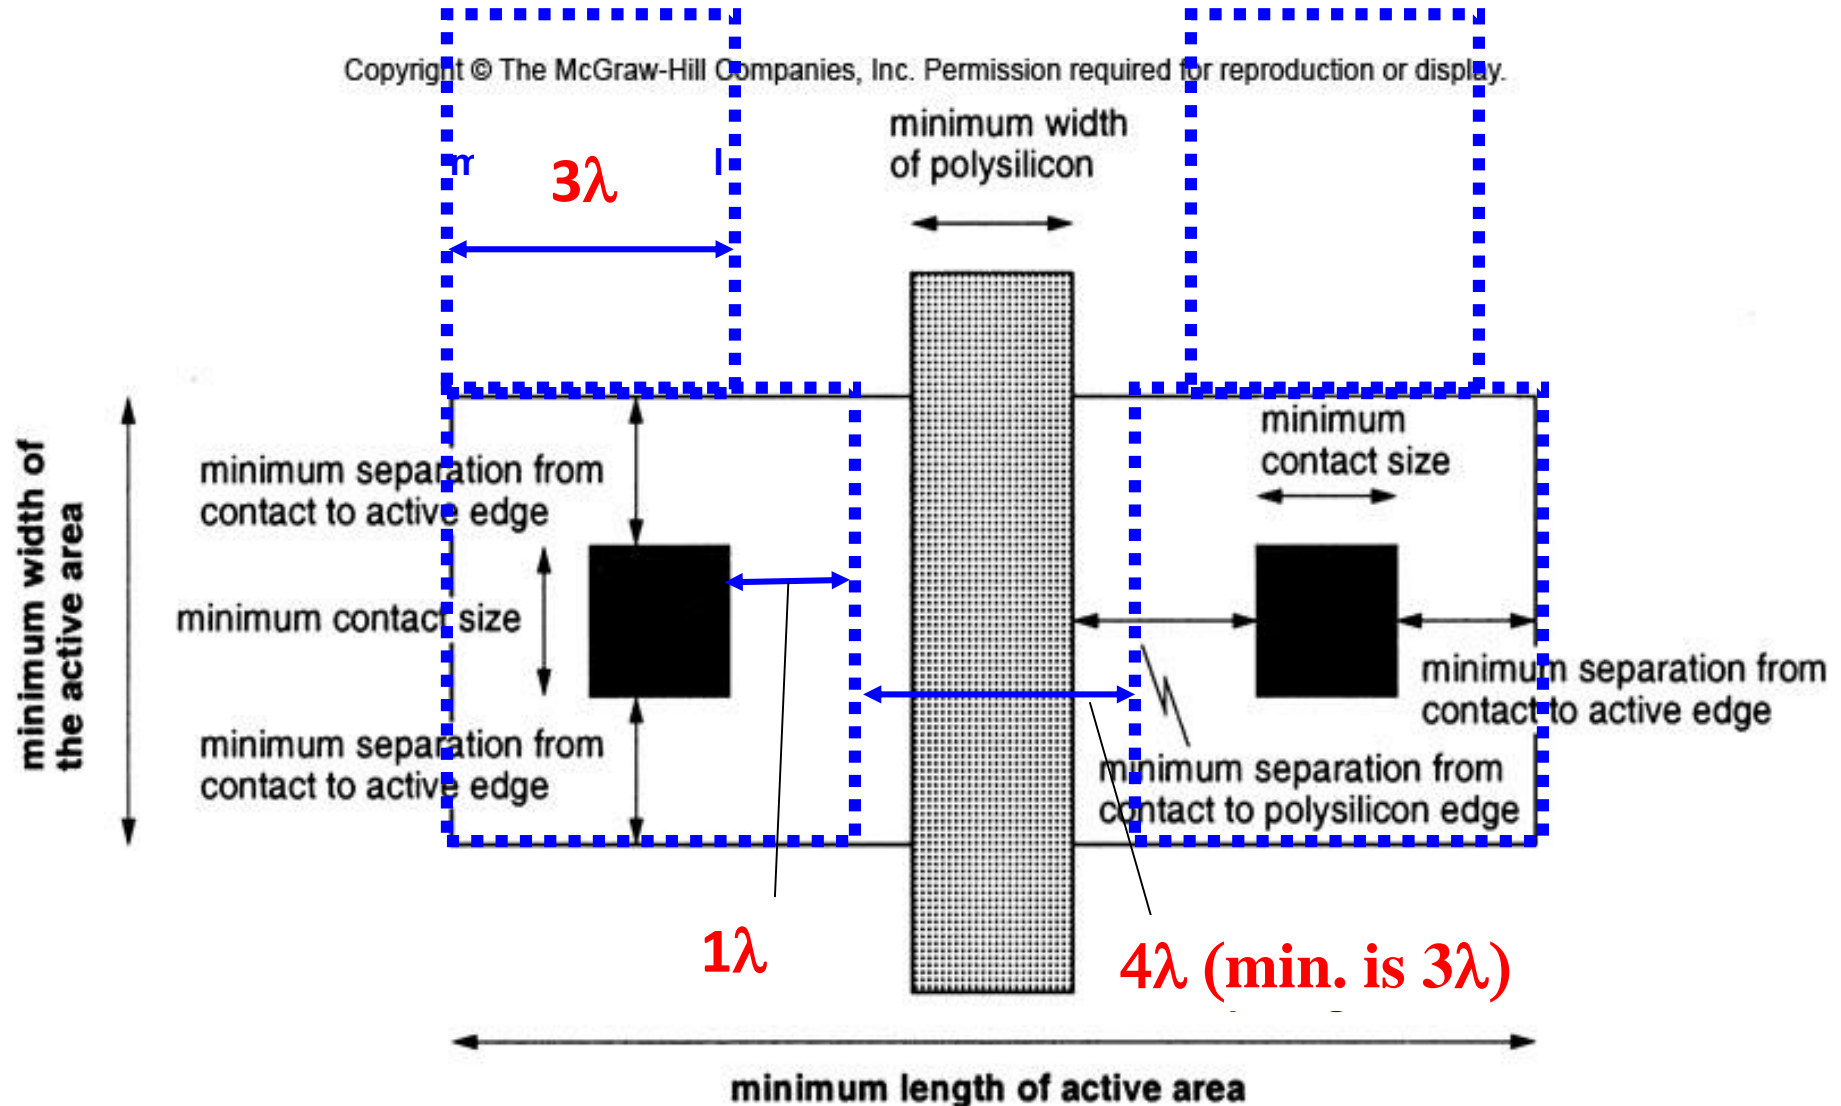 Copyright © The McGraw-Hill Companies, Inc. Permission required for reproduction or display.
minimum width
of polysilicon
3λ
minimum
contact size
minimum separation from
contact to active edge
minimum width of
the active area
minimum contact size
minimum separation from
contact to active edge
minimum separation from
contact to active edge
minimum separation from
contact to polysilicon edge
1λ
4λ (min. is 3λ)
minimum length of active area